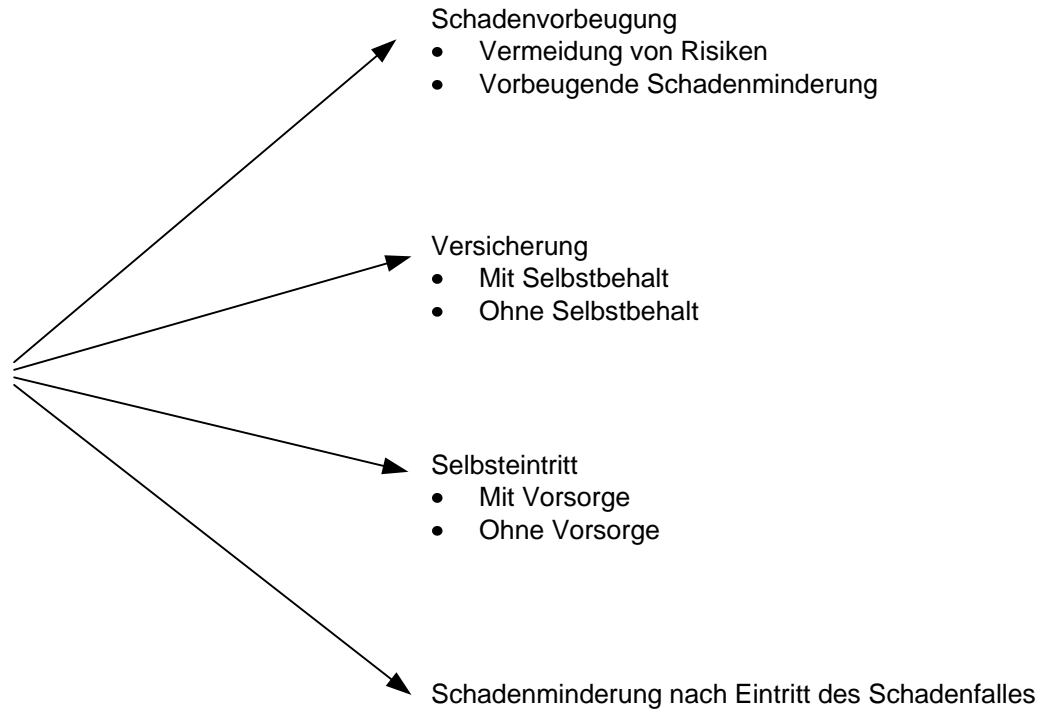 Schadenvorbeugung
• Vermeidung von Risiken
• Vorbeugende Schadenminderung
Versicherung
• Mit Selbstbehalt
• Ohne Selbstbehalt
Selbsteintritt
• Mit Vorsorge
• Ohne Vorsorge
Schadenminderung nach Eintritt des Schadenfalles